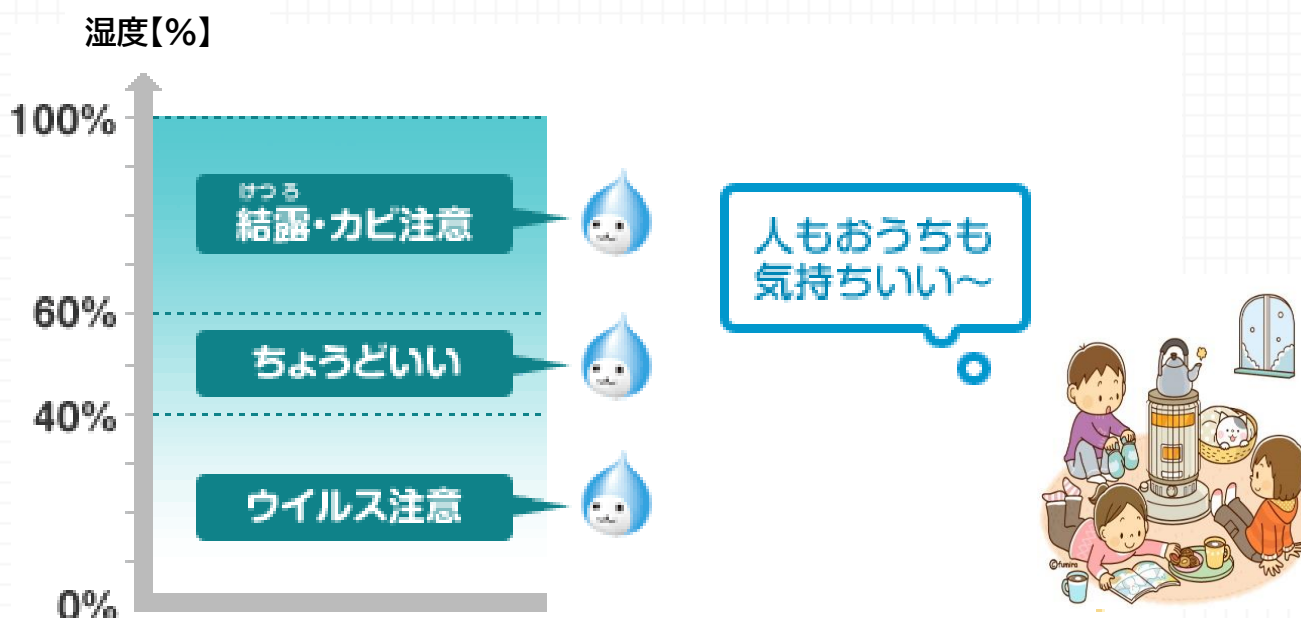 湿度【%】
100%
けつ ろ
結露・カビ注意
人もおうちも
気持ちいい〜
60%
ちょうどいい
40%
ウイルス注意
0%
©fumira